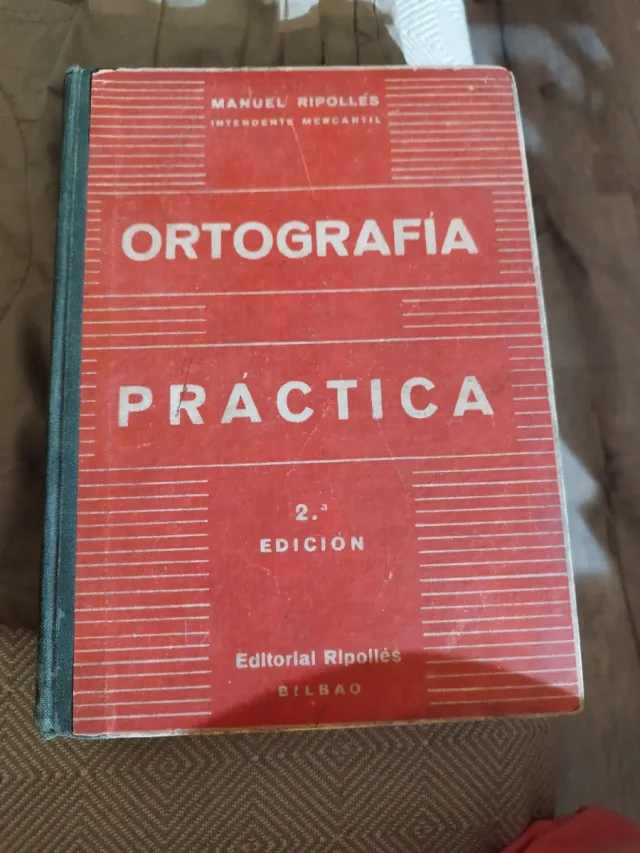 MANUEL RIPOLLÉS
INTENDENTE MERCANTIL
ORTOGRAFÍA
PRÁCTICA
2.ª
EDICIÓN
Editorial Ripollés
BILBAO